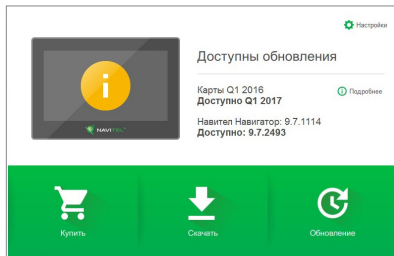 Настройки
Доступны обновления
Карты Q1 2016
Доступно Q1 2017
Подробнее
Навител Навигатор: 9.7.1114
Доступно: 9.7.2493
NAVITEL
Купить
Скачать
Обновление